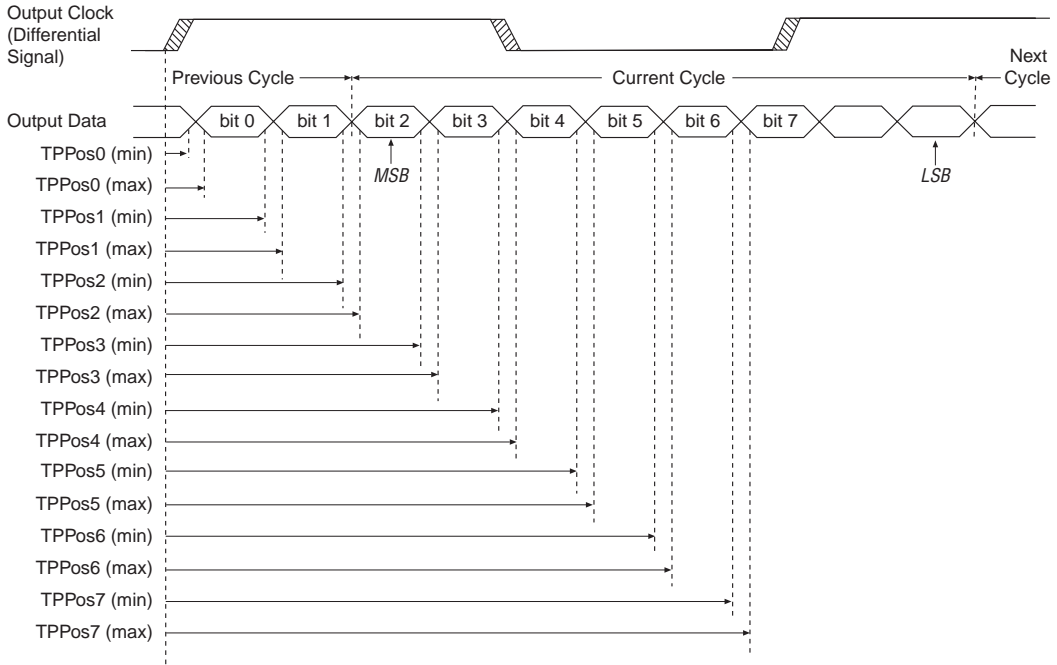 Output Clock
(Differential
Signal)
Previous Cycle
Current Cycle
Next
Cycle
Output Data
bit 0
bit 1
bit 2
bit 3
bit 4
bit 5
bit 6
bit 7
MSB
LSB
TPPos0 (min)
TPPos0 (max)
TPPos1 (min)
TPPos1 (max)
TPPos2 (min)
TPPos2 (max)
TPPos3 (min)
TPPos3 (max)
TPPos4 (min)
TPPos4 (max)
TPPos5 (min)
TPPos5 (max)
TPPos6 (min)
TPPos6 (max)
TPPos7 (min)
TPPos7 (max)